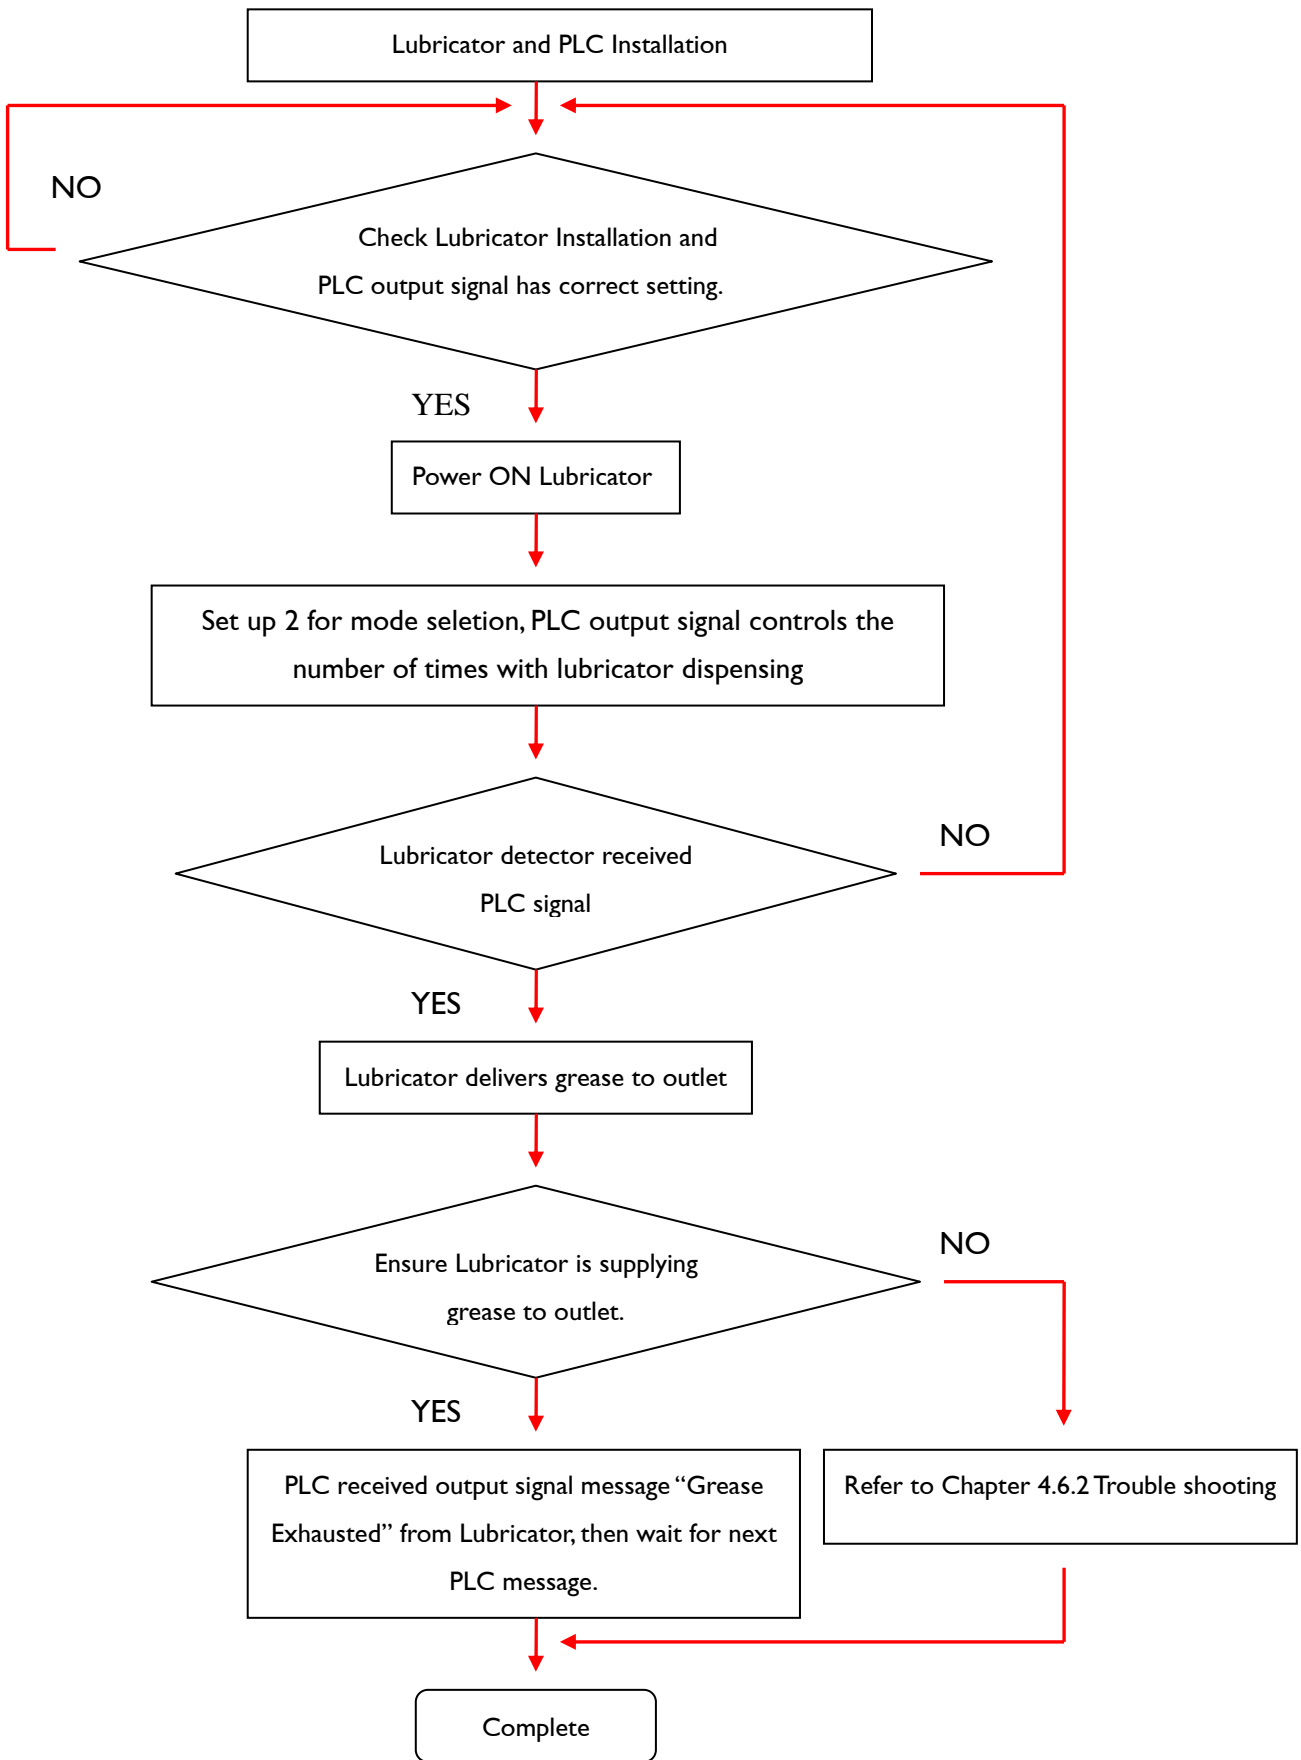 Lubricator and PLC Installation
NO
Check Lubricator Installation and
PLC output signal has correct setting.
YES
Power ON Lubricator
Set up 2 for mode seletion, PLC output signal controls the
number of times with lubricator dispensing
NO
Lubricator detector received
PLC signal
YES
Lubricator delivers grease to outlet
NO
Ensure Lubricator is supplying
grease to outlet.
YES
PLC received output signal message “Grease
Exhausted” from Lubricator, then wait for next
PLC message.
Refer to Chapter 4.6.2 Trouble shooting
Complete